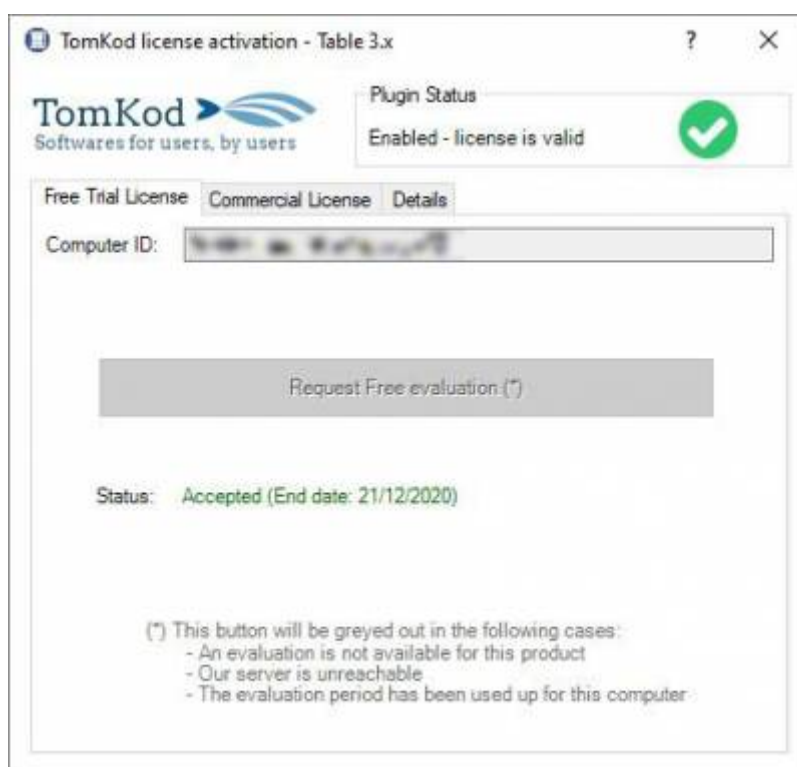 TomKod license activation - Table 3.x
?
TomKod
Softwares for users, by users
Plugin Status
Enabled - license is valid
Free Trial License
Commercial License
Details
Computer ID:
Request Free evaluation (*)
Status: Accepted (End date: 21/12/2020)
(*) This button will be greyed out in the following cases:
- An evaluation is not available for this product
- Our server is unreachable
- The evaluation period has been used up for this computer